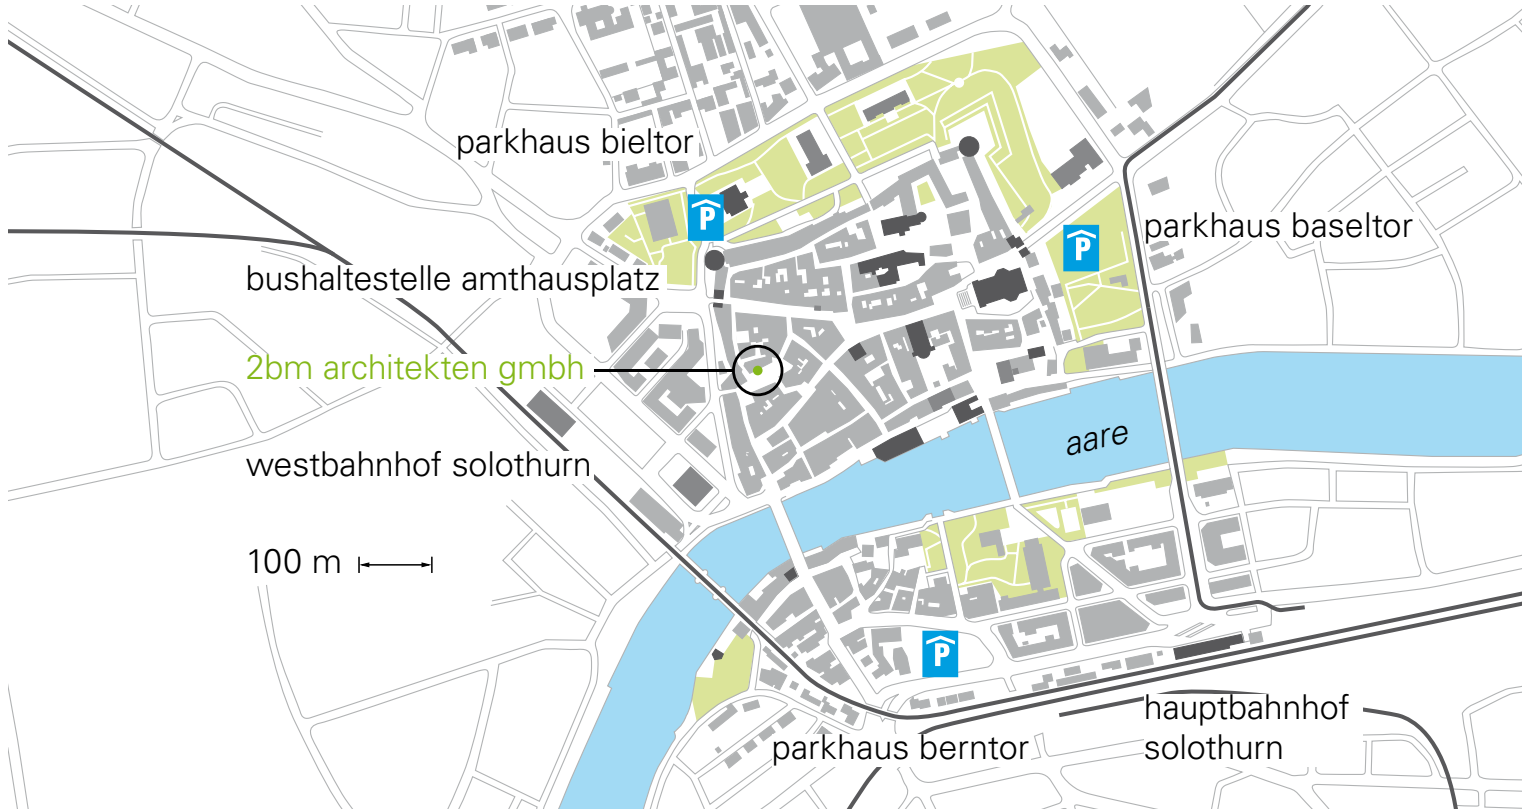 parkhaus bieltor
P
parkhaus baseltor
P
bushaltestelle amthausplatz
2bm architekten gmbh
aare
westbahnhof solothurn
100 m
P
hauptbahnhof
solothurn
parkhaus berntor